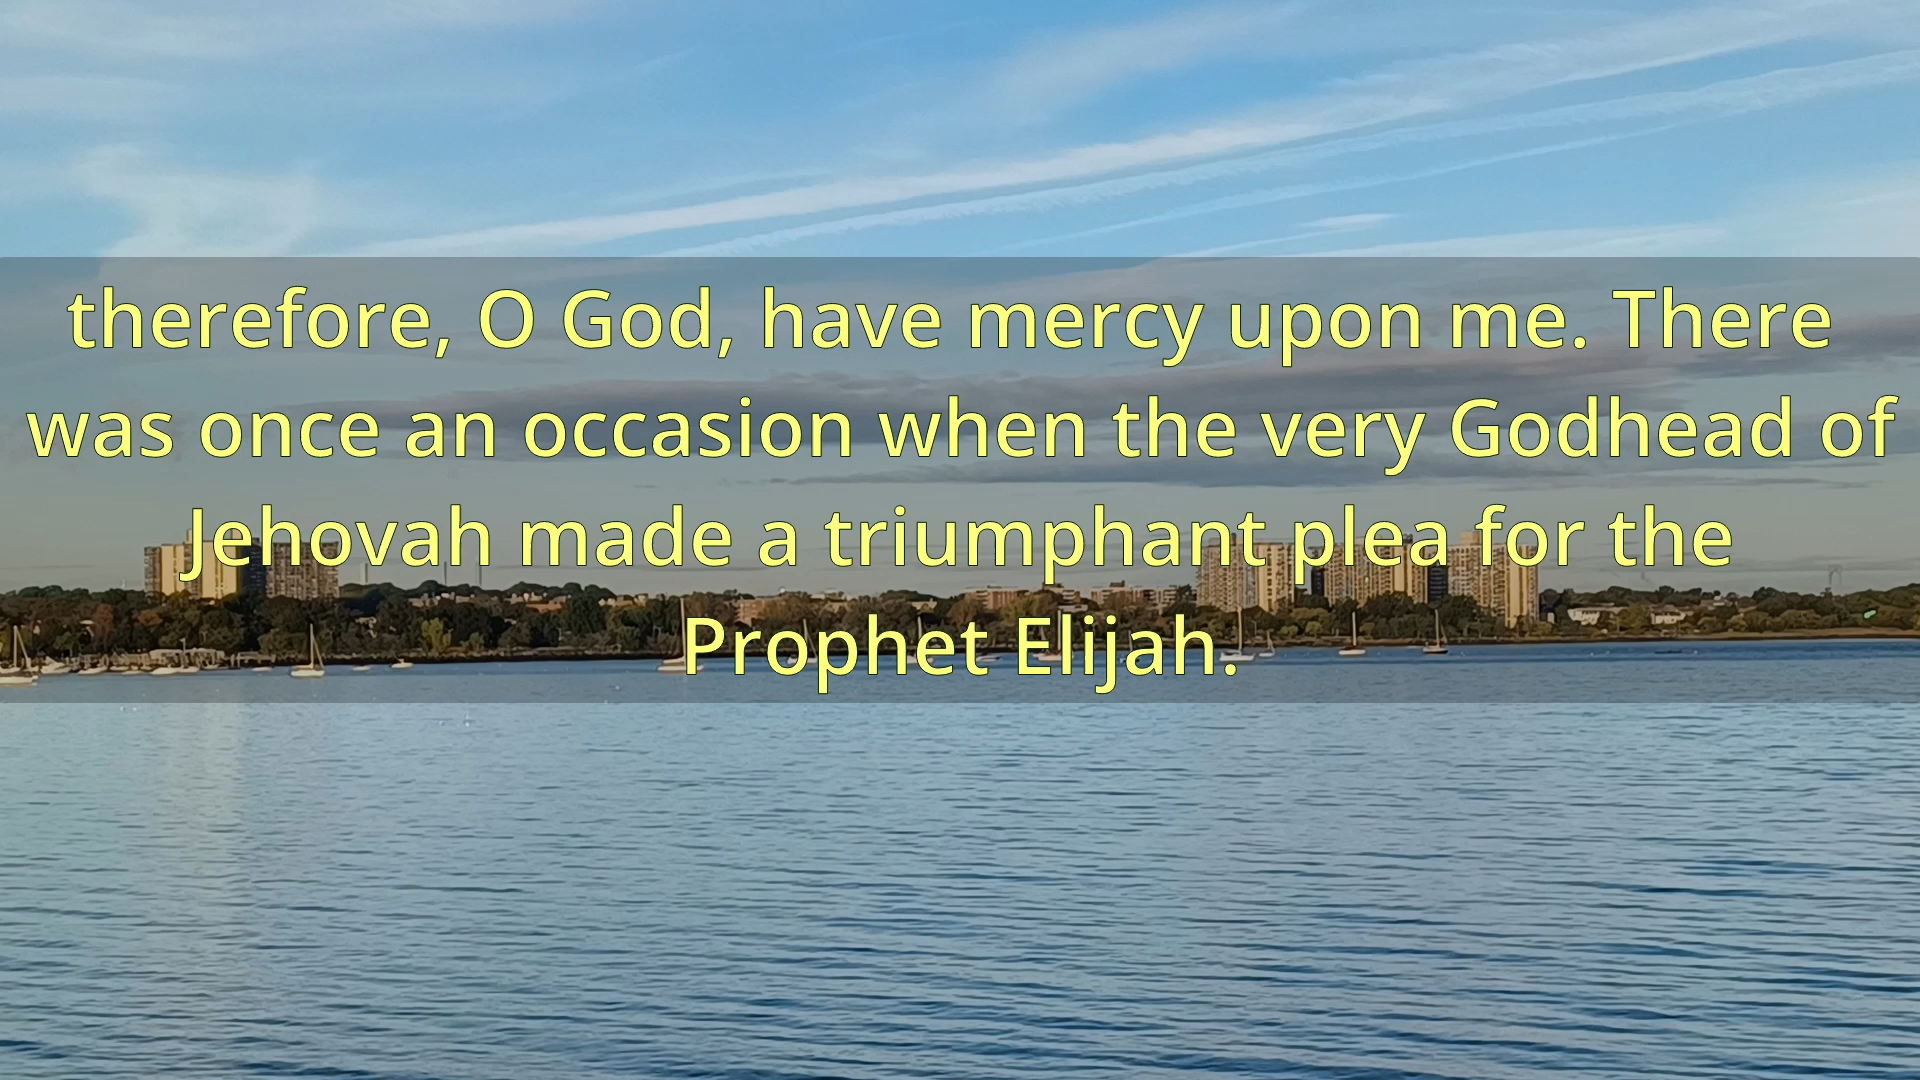 therefore, O God, have mercy upon me. There
was once an occasion when the very Godhead of
Jehovah made a triumphant plea for the
Prophet Elijah.